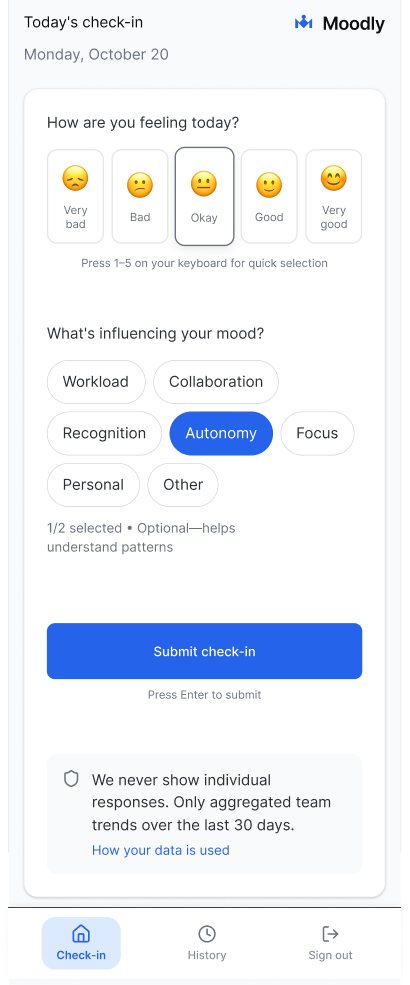 Today's check-in
Moodly
Monday, October 20
How are you feeling today?
Very
bad
Bad
Okay
Good
Very
good
Press 1–5 on your keyboard for quick selection
What's influencing your mood?
Workload
Collaboration
Recognition
Autonomy
Focus
Personal
Other
1/2 selected • Optional—helps
understand patterns
Submit check-in
Press Enter to submit
We never show individual
responses. Only aggregated team
trends over the last 30 days.
How your data is used
Check-in
History
Sign out